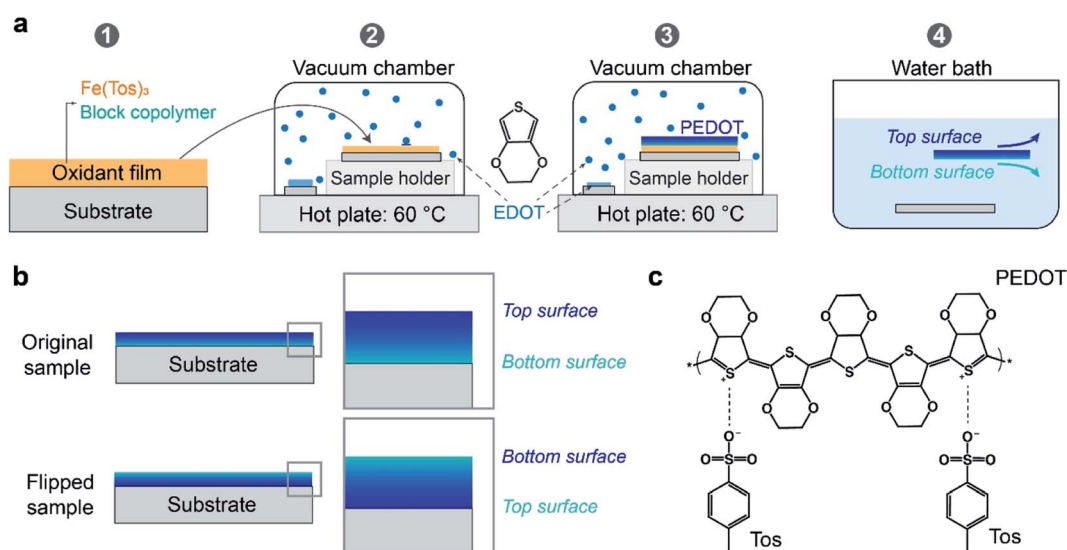 a
1
2
3
4
Vacuum chamber
Vacuum chamber
Water bath
Fe(Tos)₃
Block copolymer
Oxidant film
Substrate
Sample holder
Hot plate: 60 °C
S
O
O
EDOT
PEDOT
Sample holder
Hot plate: 60 °C
Top surface
Bottom surface
b
Original
sample
Substrate
Top surface
Bottom surface
Flipped
sample
Substrate
Bottom surface
Top surface
c
PEDOT
O O O O
S S
* S + S S + *
O O O O
O⁻ O⁻
O=S=O O=S=O
Tos Tos